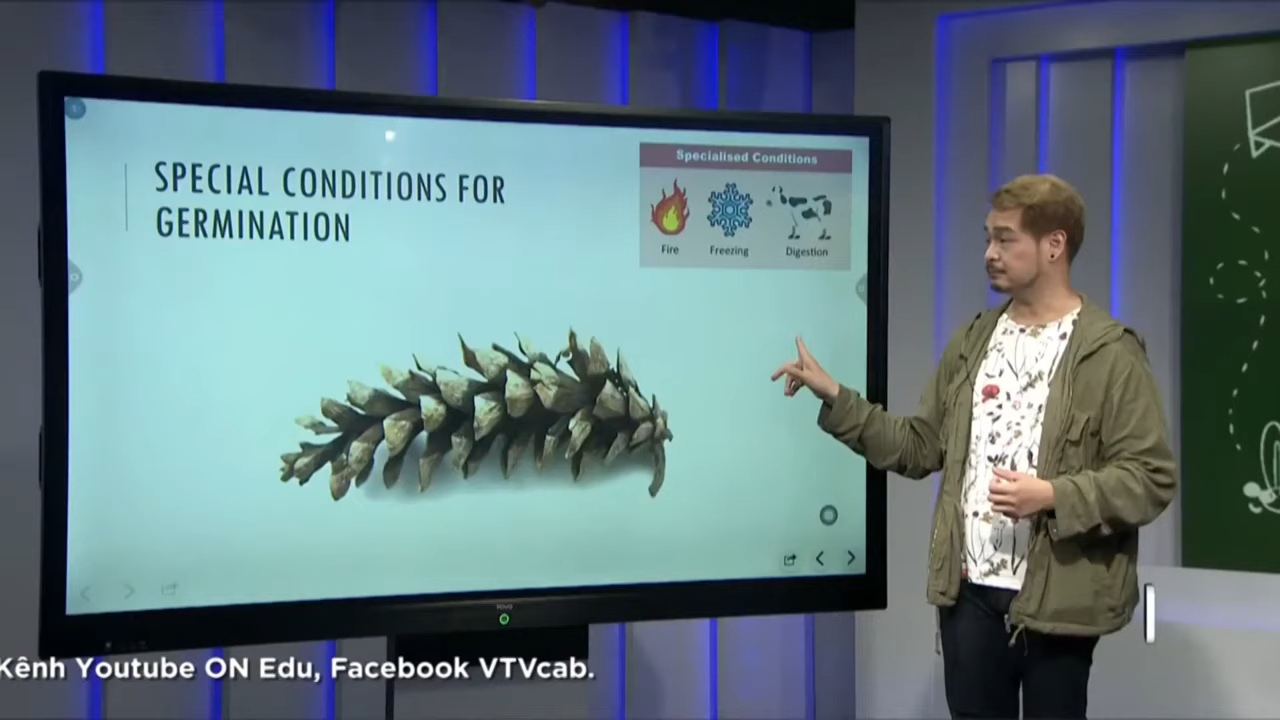 SPECIAL CONDITIONS FOR
GERMINATION
Specialised Conditions
Fire
Freezing
Digestion
Kênh Youtube ON Edu, Facebook VTVcab.